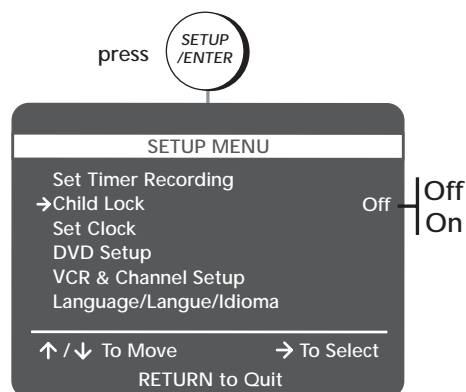 press
SETUP
/ENTER
SETUP MENU
Set Timer Recording
→Child Lock Off
Off
On
Set Clock
DVD Setup
VCR & Channel Setup
Language/Langue/Idioma
↑ / ↓ To Move → To Select
RETURN to Quit